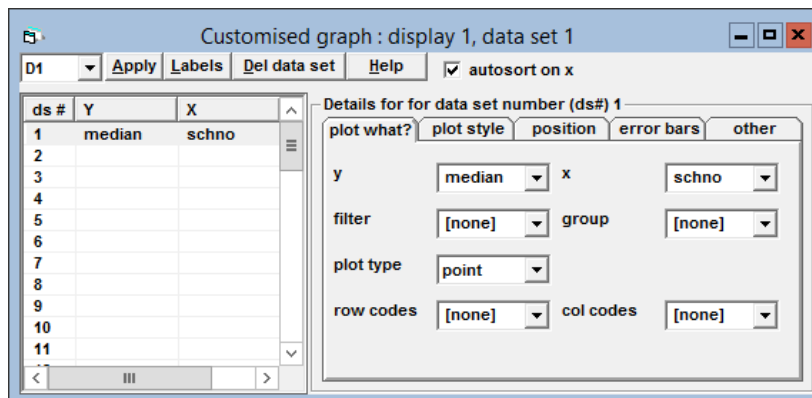 Customised graph : display 1, data set 1
D1 Apply Labels Del data set Help autosort on x
ds # Y X
1 median schno
2
3
4
5
6
7
8
9
10
11
Details for for data set number (ds#) 1
plot what? plot style position error bars other
y median x schno
filter [none] group [none]
plot type point
row codes [none] col codes [none]